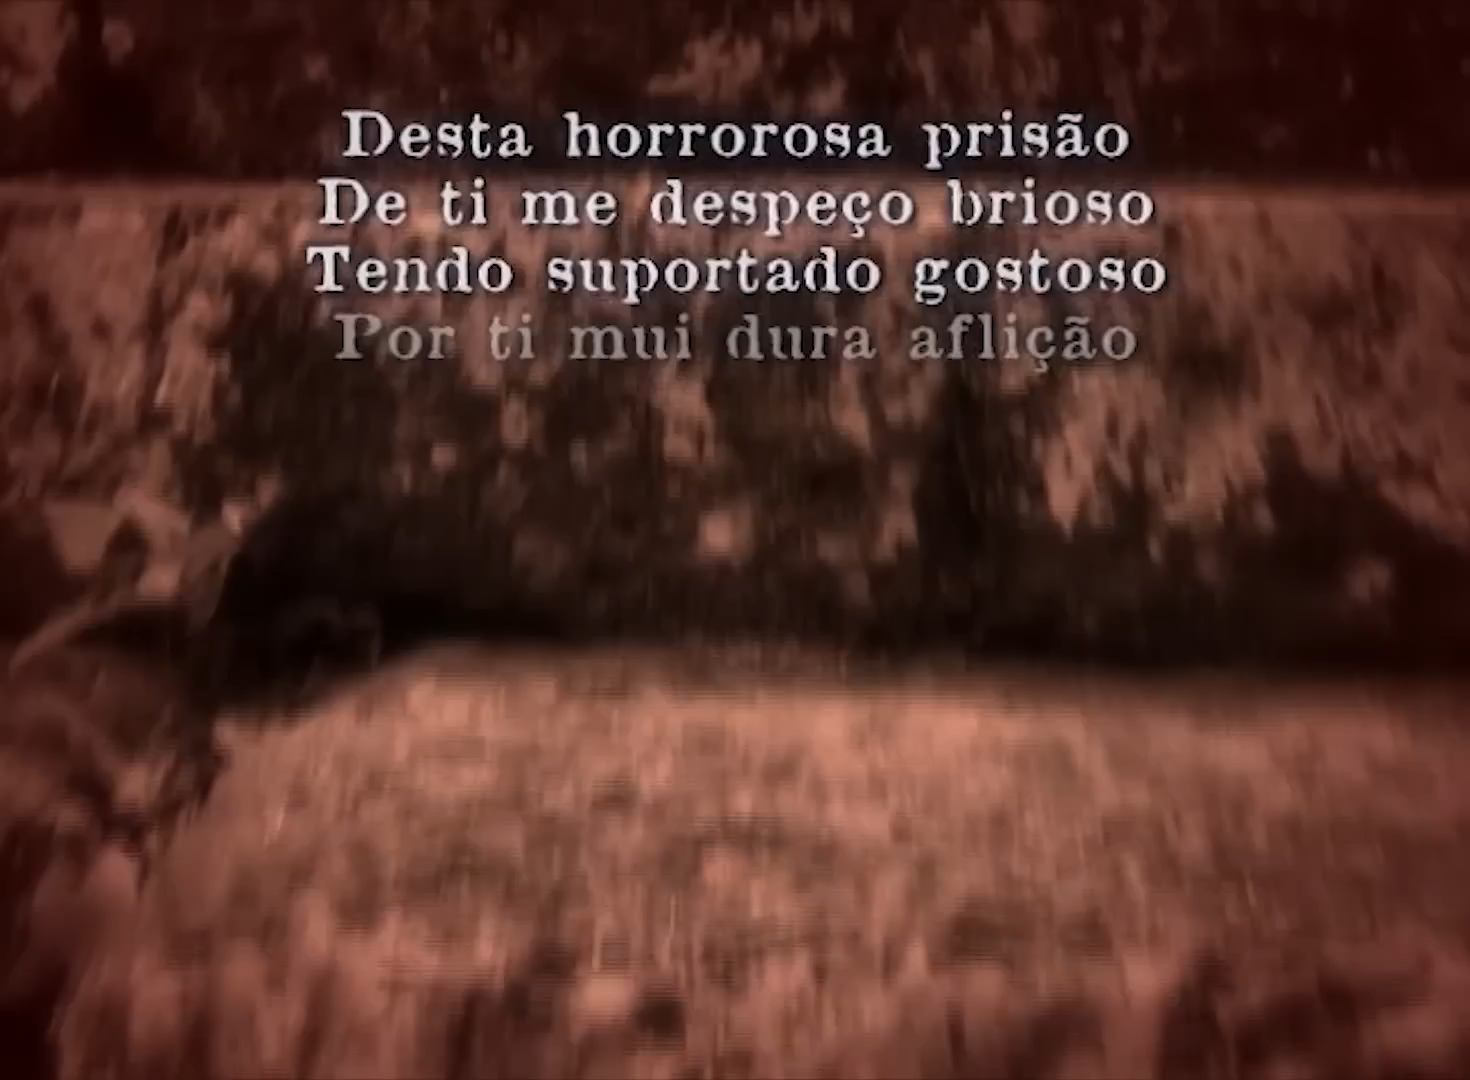 Desta horrorosa prisão
De ti me despeço brioso
Tendo suportado gostoso
Por ti mui dura aflição